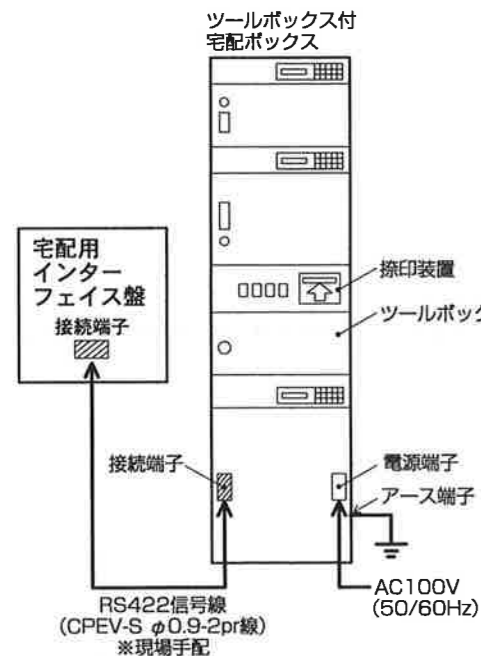 ツールボックス付
宅配ボックス
宅配用
インター
フェイス盤
接続端子
捺印装置
ツールボック
接続端子
電源端子
アース端子
RS422信号線
(CPEV-S φ0.9-2pr線)
※現場手配
AC100V
(50/60Hz)